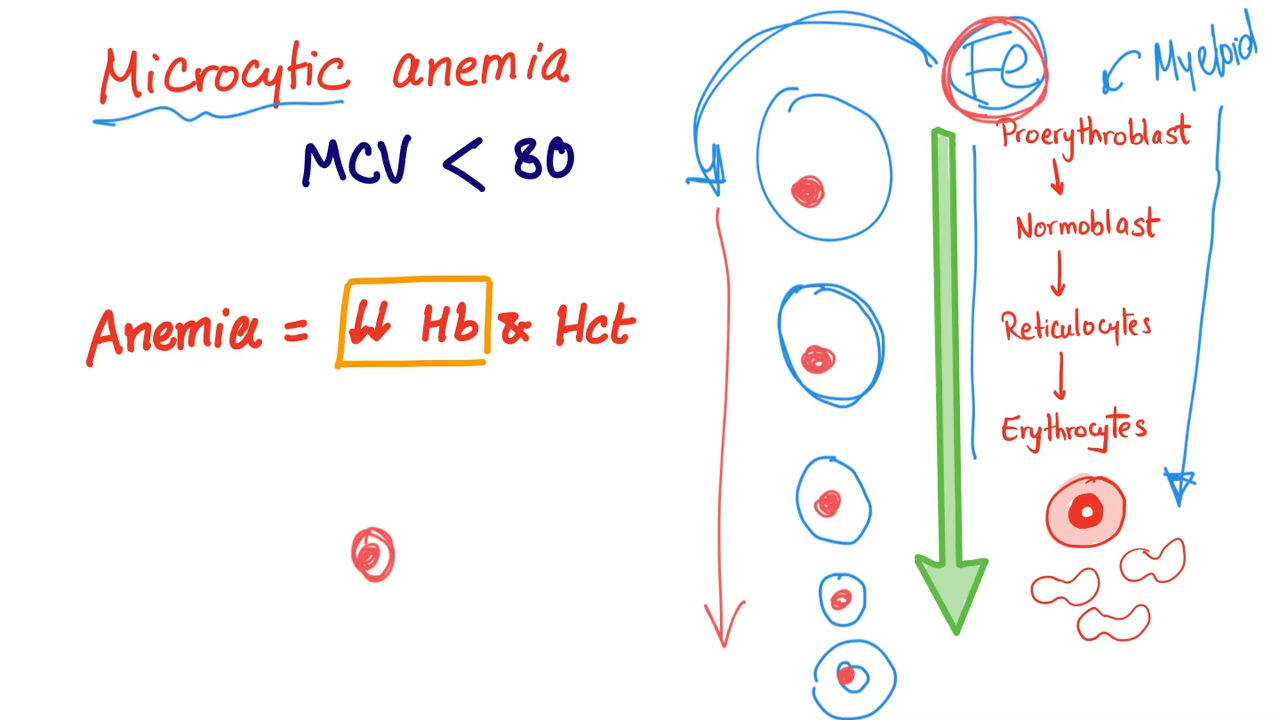 Microcytic anemia
MCV < 80
Anemia = ↓↓ Hb & Hct
Fe
Myeloid
Proerythroblast
↓
Normoblast
↓
Reticulocytes
↓
Erythrocytes